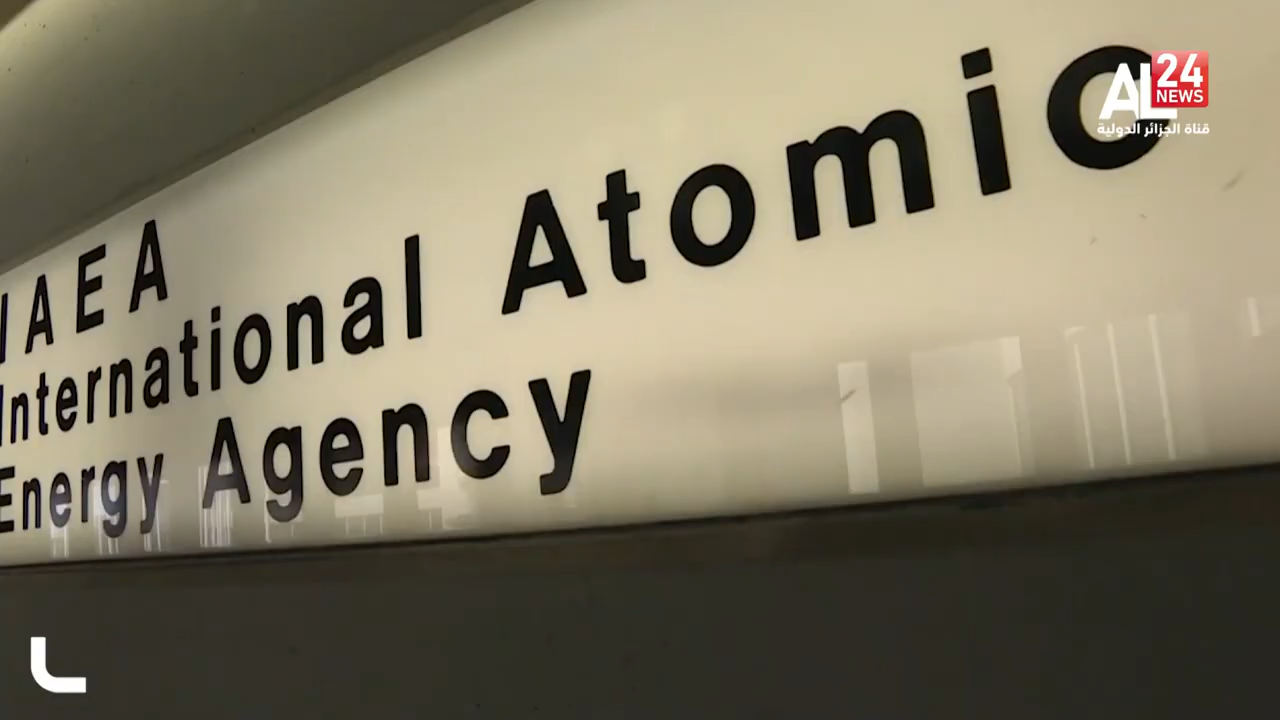 IAEA
International Atomic
Energy Agency
AL
24
NEWS
قناة الجزائر الدولية